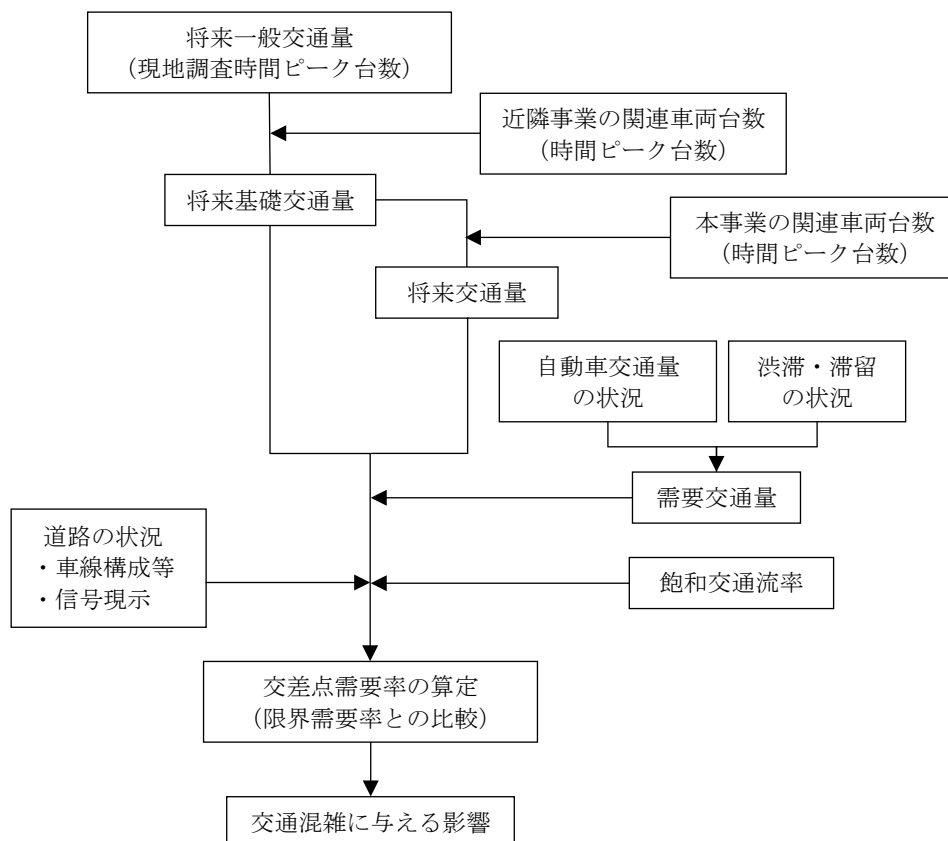 将来一般交通量
（現地調査時間ピーク台数）
近隣事業の関連車両台数
（時間ピーク台数）
将来基礎交通量
本事業の関連車両台数
（時間ピーク台数）
将来交通量
自動車交通量
の状況
渋滞・滞留
の状況
需要交通量
道路の状況
・車線構成等
・信号現示
飽和交通流率
交差点需要率の算定
（限界需要率との比較）
交通混雑に与える影響